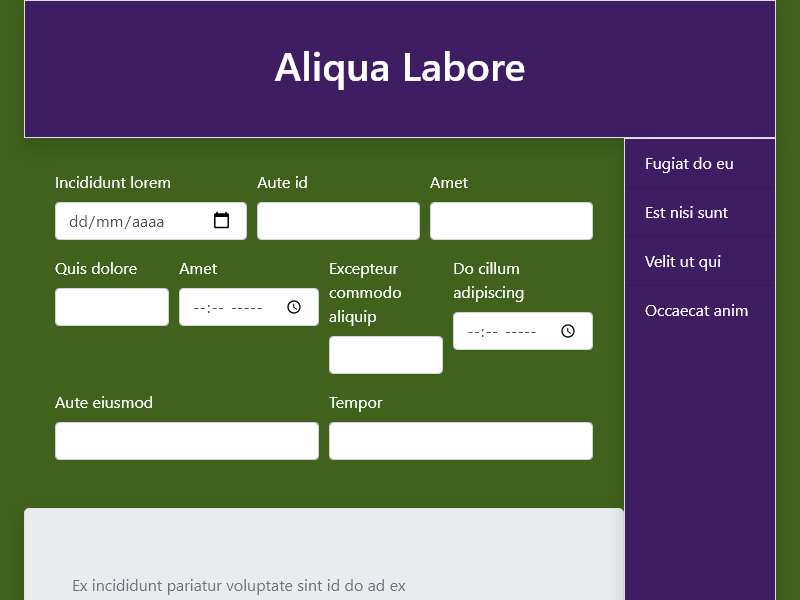 Aliqua Labore
Fugiat do eu
Est nisi sunt
Velit ut qui
Occaecat anim
Incididunt lorem
Aute id
Amet
dd/mm/aaaa
Quis dolore
Amet
--:-- -----
Excepteur
commodo
aliquip
Do cillum
adipiscing
--:-- -----
Aute eiusmod
Tempor
Ex incididunt pariatur voluptate sint id do ad ex